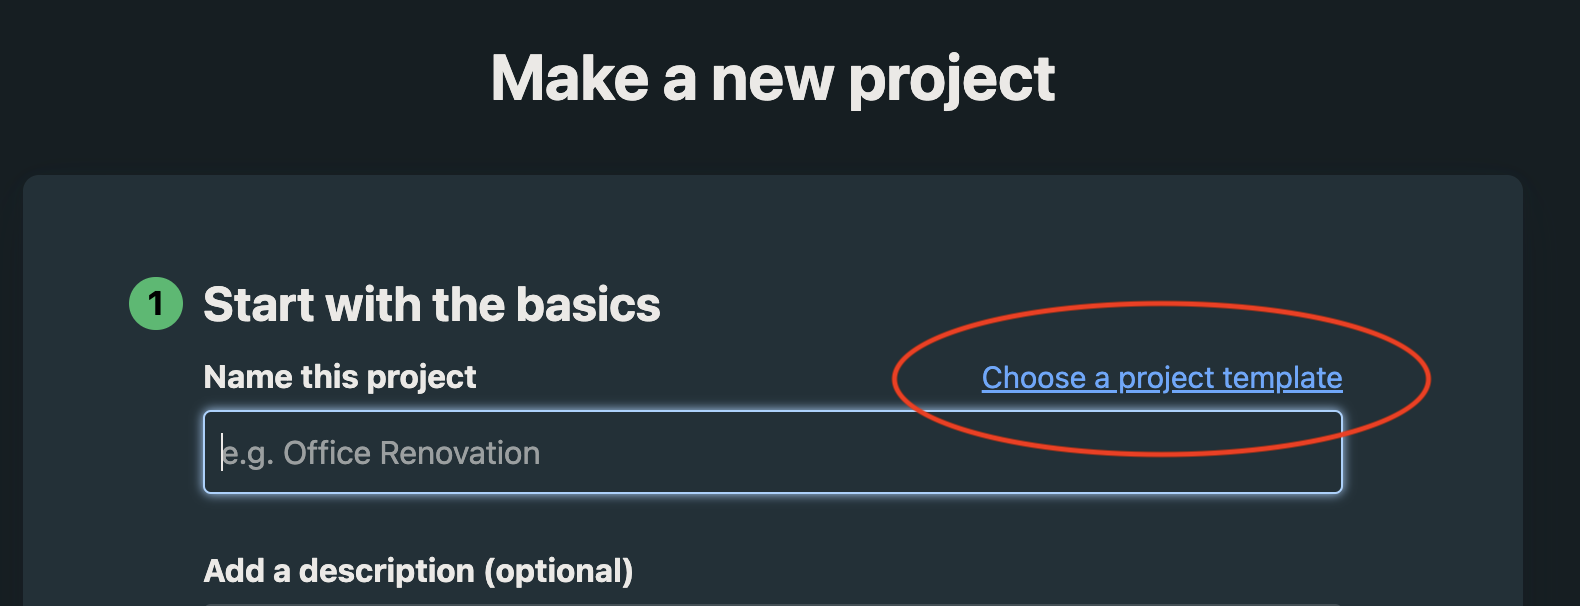 Make a new project
1 Start with the basics
Name this project
Choose a project template
e.g. Office Renovation
Add a description (optional)